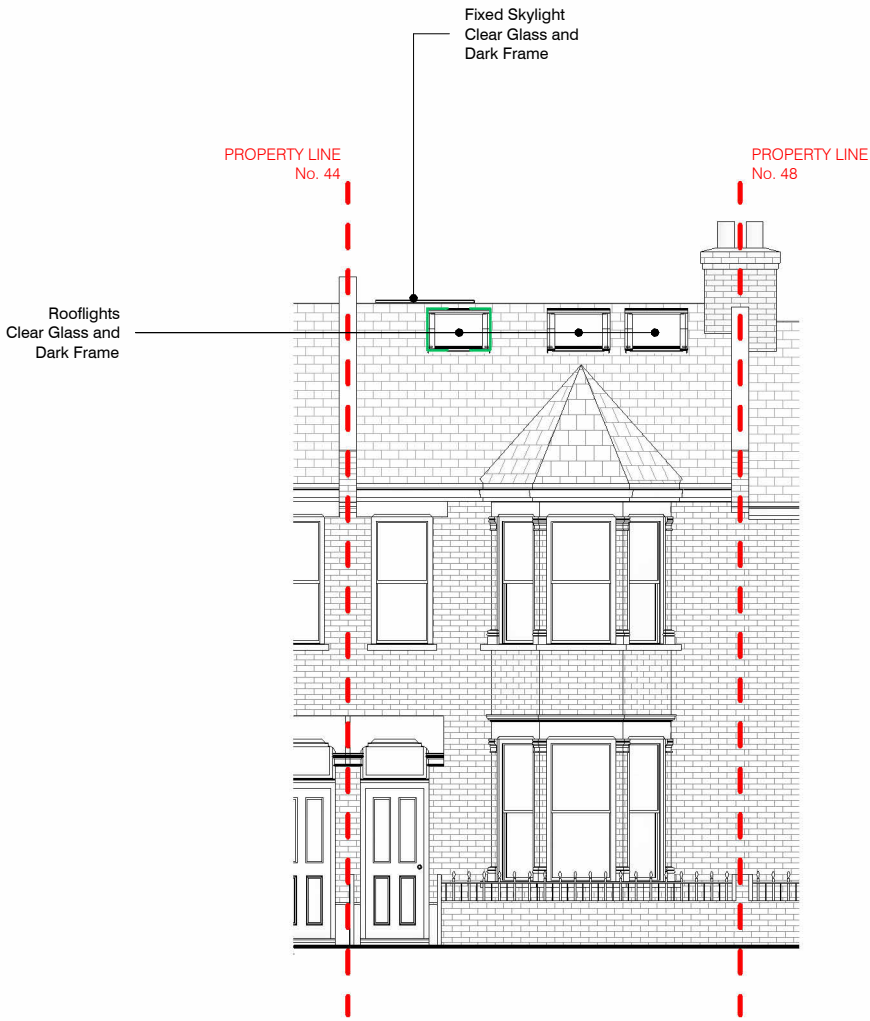 Fixed Skylight
Clear Glass and
Dark Frame
PROPERTY LINE
No. 44
PROPERTY LINE
No. 48
Rooflights
Clear Glass and
Dark Frame